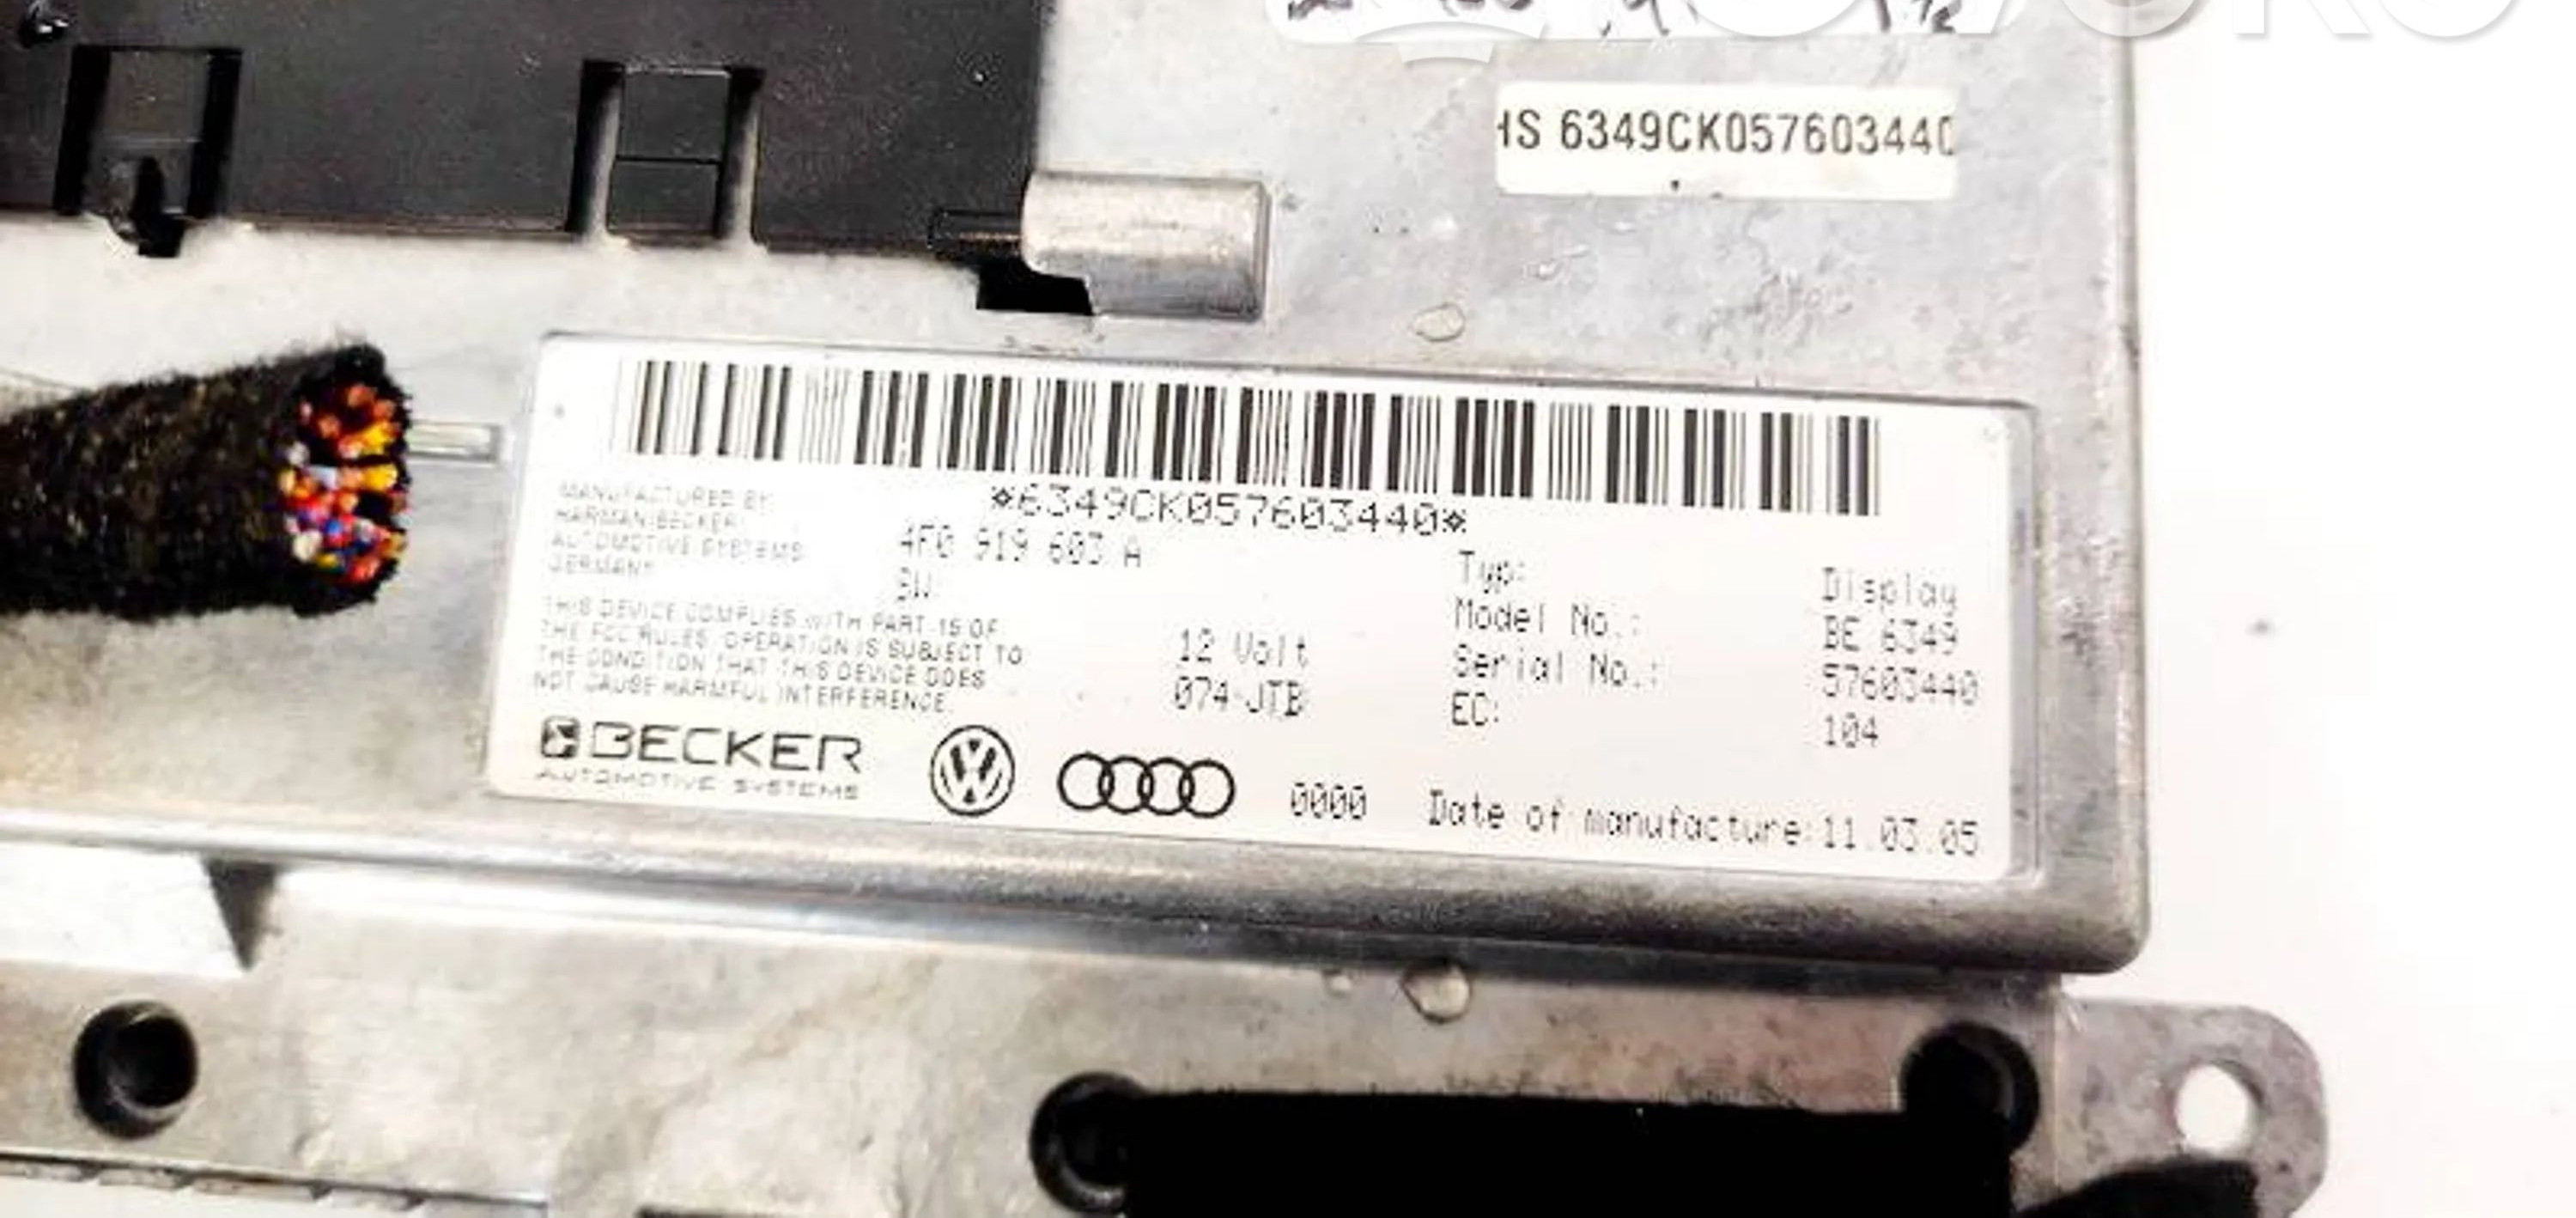 HS 6349CK057603440
*6349CK057603440*
MANUFACTURED BY
HARMAN/BECKER
AUTOMOTIVE SYSTEMS
GERMANY
4F0 919 603 A
SW:
THIS DEVICE COMPLIES WITH PART 15 OF
THE FCC RULES. OPERATION IS SUBJECT TO
THE CONDITION THAT THIS DEVICE DOES
NOT CAUSE HARMFUL INTERFERENCE.
12 Volt
074-JTB
Typ: Display
Model No.: BE 6349
Serial No.: 57603440
EC: 104
BECKER
AUTOMOTIVE SYSTEMS
0000
Date of manufacture: 11.03.05